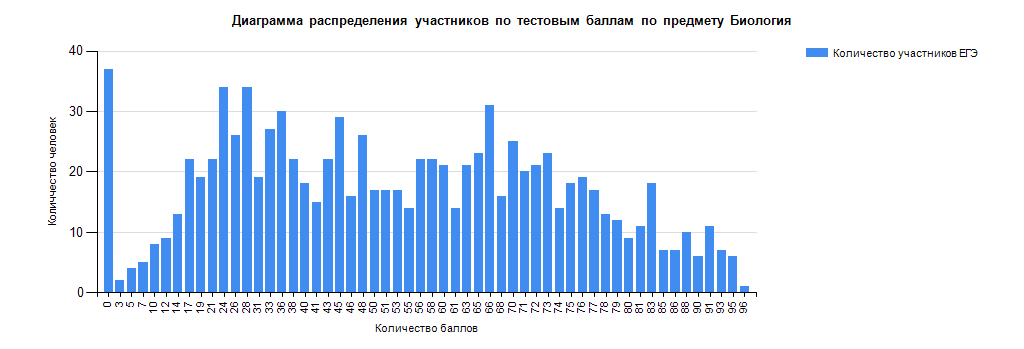 Диаграмма распределения участников по тестовым баллам по предмету Биология
Количество участников ЕГЭ
Количчество человек
40
30
20
10
0
0 3 5 7 10 12 14 17 19 21 24 26 28 31 33 36 38 40 41 43 45 46 48 50 51 53 55 56 58 60 61 63 65 66 68 70 71 72 73 74 75 76 77 78 79 80 81 83 85 86 88 90 91 93 95 96
Количество баллов